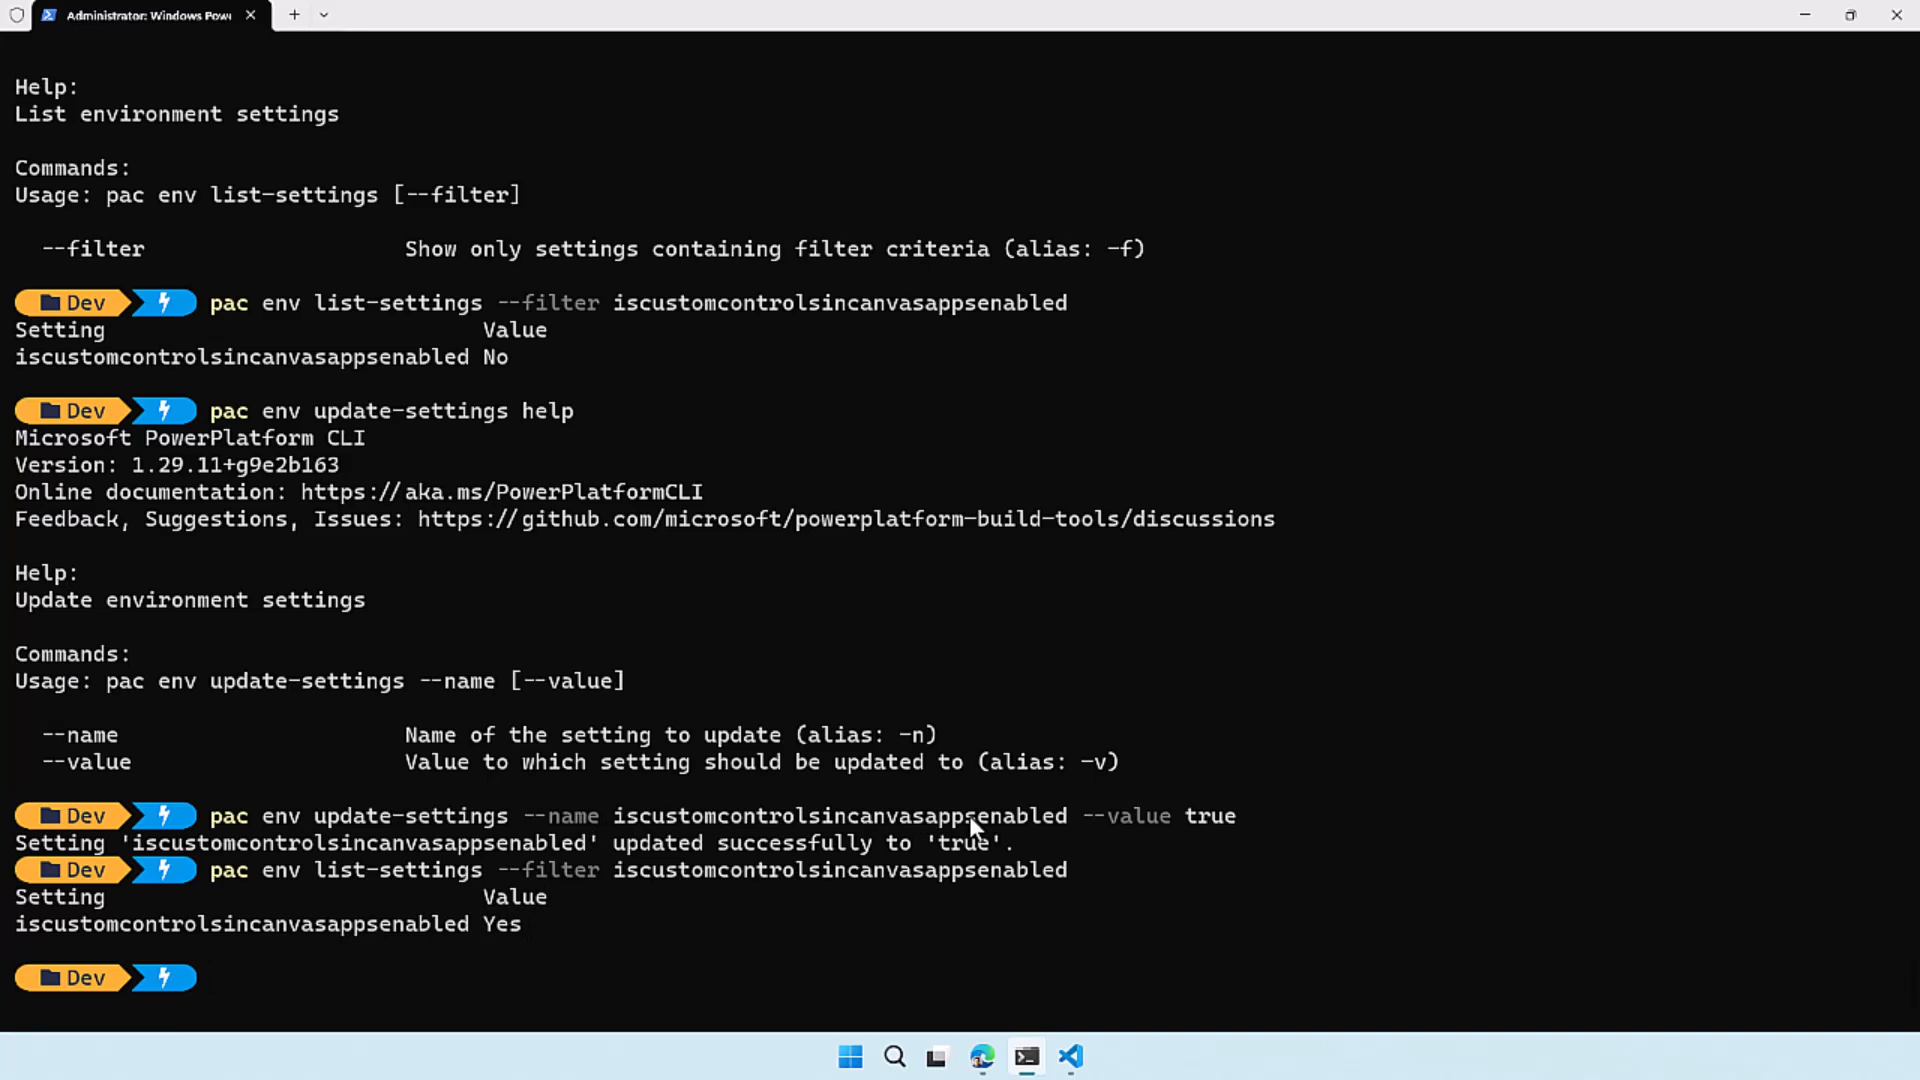 Administrator: Windows Pow
Help:
List environment settings
Commands:
Usage: pac env list-settings [--filter]
--filter Show only settings containing filter criteria (alias: -f)
Dev pac env list-settings --filter iscustomcontrolsincanvasappsenabled
Setting Value
iscustomcontrolsincanvasappsenabled No
Dev pac env update-settings help
Microsoft PowerPlatform CLI
Version: 1.29.11+g9e2b163
Online documentation: https://aka.ms/PowerPlatformCLI
Feedback, Suggestions, Issues: https://github.com/microsoft/powerplatform-build-tools/discussions
Help:
Update environment settings
Commands:
Usage: pac env update-settings --name [--value]
--name Name of the setting to update (alias: -n)
--value Value to which setting should be updated to (alias: -v)
Dev pac env update-settings --name iscustomcontrolsincanvasappsenabled --value true
Setting 'iscustomcontrolsincanvasappsenabled' updated successfully to 'true'.
Dev pac env list-settings --filter iscustomcontrolsincanvasappsenabled
Setting Value
iscustomcontrolsincanvasappsenabled Yes
Dev